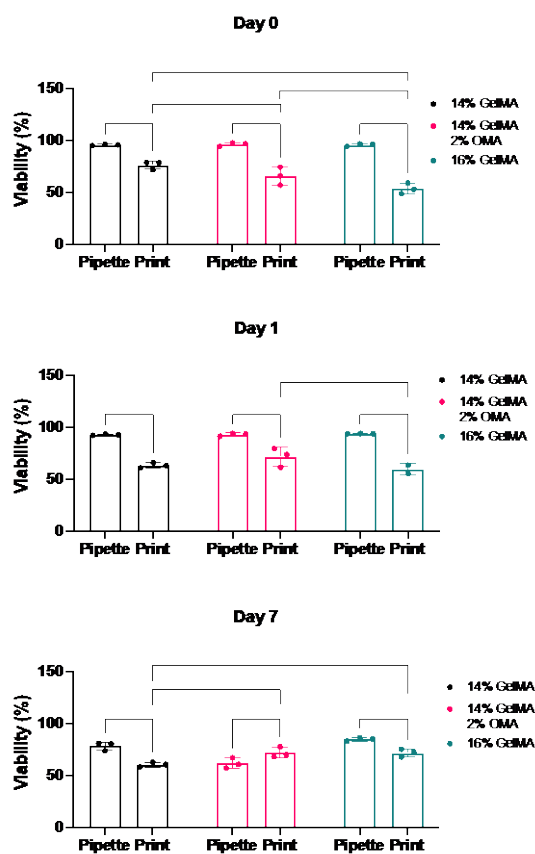 Day 0
Viability (%)
150
100
50
0
Pipette Print Pipette Print Pipette Print
14% GelMA
14% GelMA
2% OMA
16% GelMA
Day 1
Viability (%)
150
100
50
0
Pipette Print Pipette Print Pipette Print
14% GelMA
14% GelMA
2% OMA
16% GelMA
Day 7
Viability (%)
150
100
50
0
Pipette Print Pipette Print Pipette Print
14% GelMA
14% GelMA
2% OMA
16% GelMA